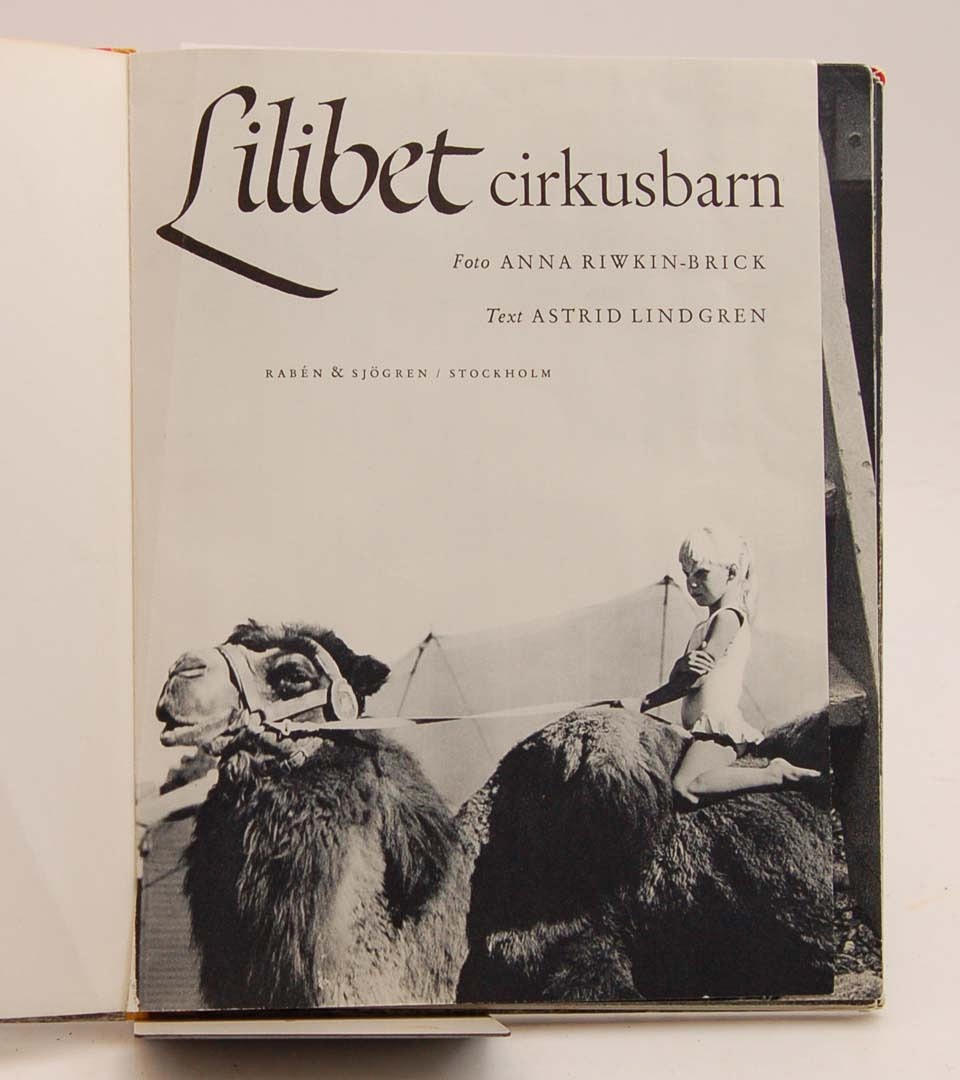 Lilibet cirkusbarn
Foto ANNA RIWKIN-BRICK
Text ASTRID LINDGREN
RABÉN & SJÖGREN / STOCKHOLM